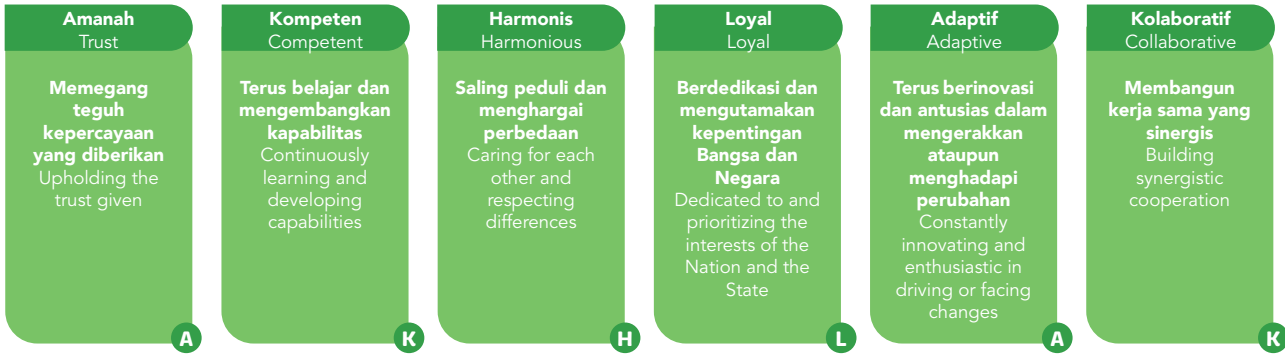 Amanah
Trust
Memegang
teguh
kepercayaan
yang diberikan
Upholding the
trust given
A
Kompeten
Competent
Terus belajar dan
mengembangkan
kapabilitas
Continuously
learning and
developing
capabilities
K
Harmonis
Harmonious
Saling peduli dan
menghargai
perbedaan
Caring for each
other and
respecting
differences
H
Loyal
Loyal
Berdedikasi dan
mengutamakan
kepentingan
Bangsa dan
Negara
Dedicated to and
prioritizing the
interests of the
Nation and the
State
L
Adaptif
Adaptive
Terus berinovasi
dan antusias dalam
mengerakkan
ataupun
menghadapi
perubahan
Constantly
innovating and
enthusiastic in
driving or facing
changes
A
Kolaboratif
Collaborative
Membangun
kerja sama yang
sinergis
Building
synergistic
cooperation
K